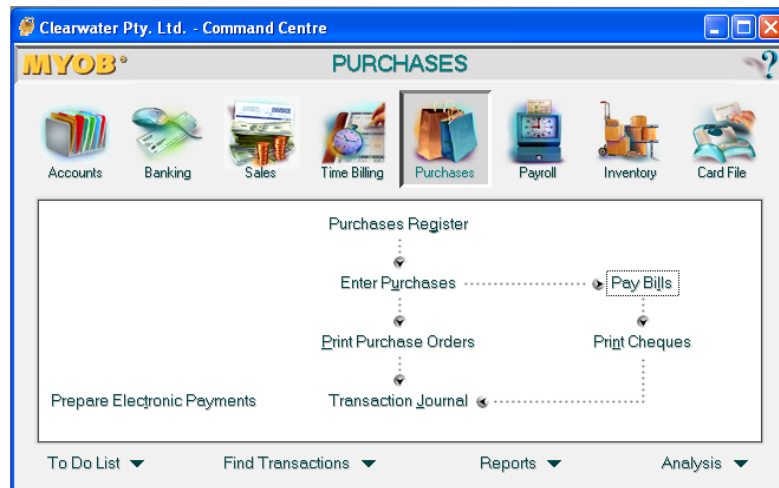 Clearwater Pty. Ltd. - Command Centre
MYOB®
PURCHASES
?
INVOICE
Accounts Banking Sales Time Billing Purchases Payroll Inventory Card File
Purchases Register
Enter Purchases Pay Bills
Print Purchase Orders Print Cheques
Prepare Electronic Payments Transaction Journal
To Do List Find Transactions Reports Analysis